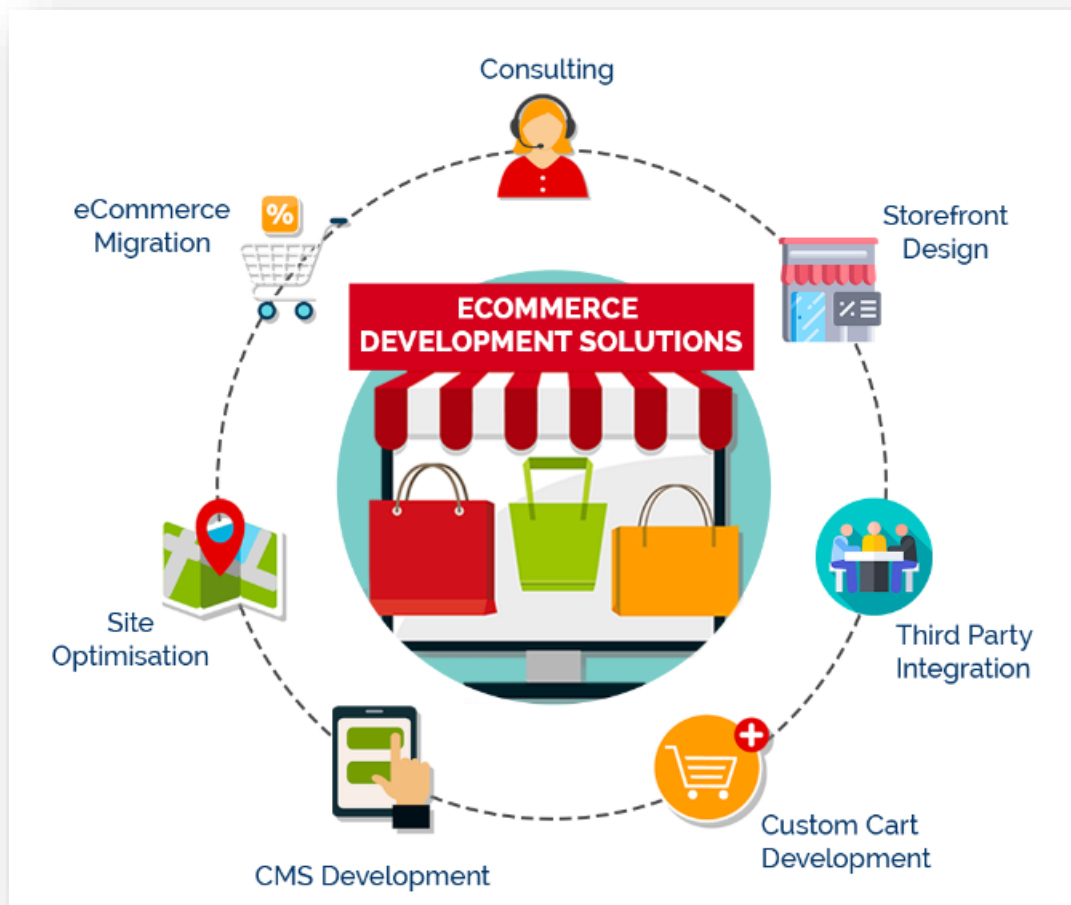 Consulting
eCommerce
Migration
%
Storefront
Design
%
ECOMMERCE
DEVELOPMENT SOLUTIONS
Site
Optimisation
Third Party
Integration
Custom Cart
Development
CMS Development